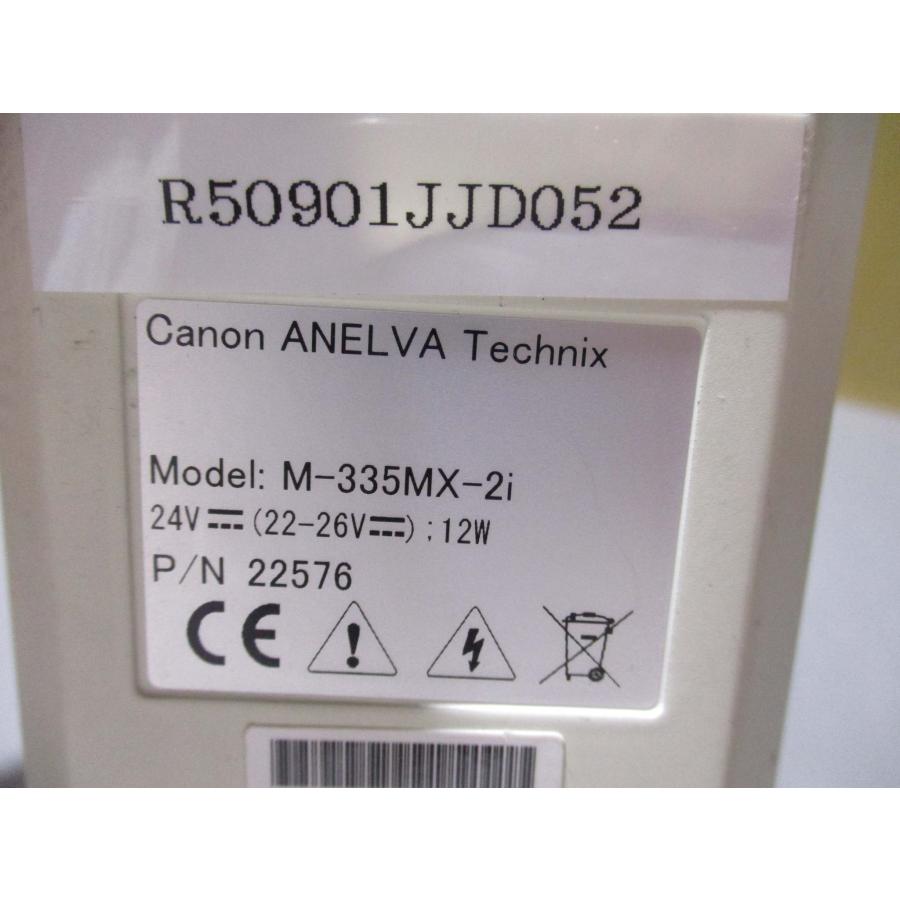 R50901JJD052
Canon ANELVA Technix
Model: M-335MX-2i
24V⎓(22-26V⎓);12W
P/N 22576
CE